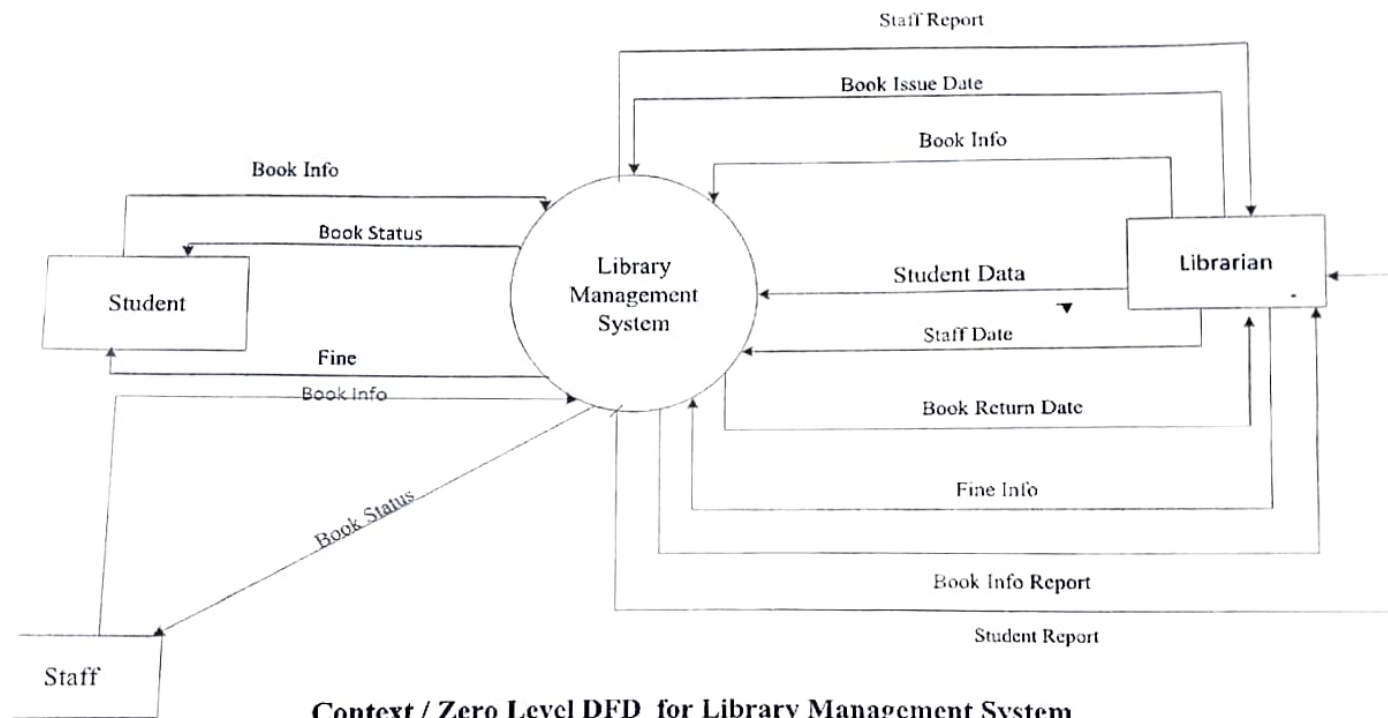 Staff Report
Book Issue Date
Book Info
Book Info
Book Status
Library
Management
System
Student
Student Data
Librarian
Staff Date
Fine
Book Info
Book Return Date
Fine Info
Book Status
Book Info Report
Student Report
Staff
Context / Zero Level DFD for Library Management System